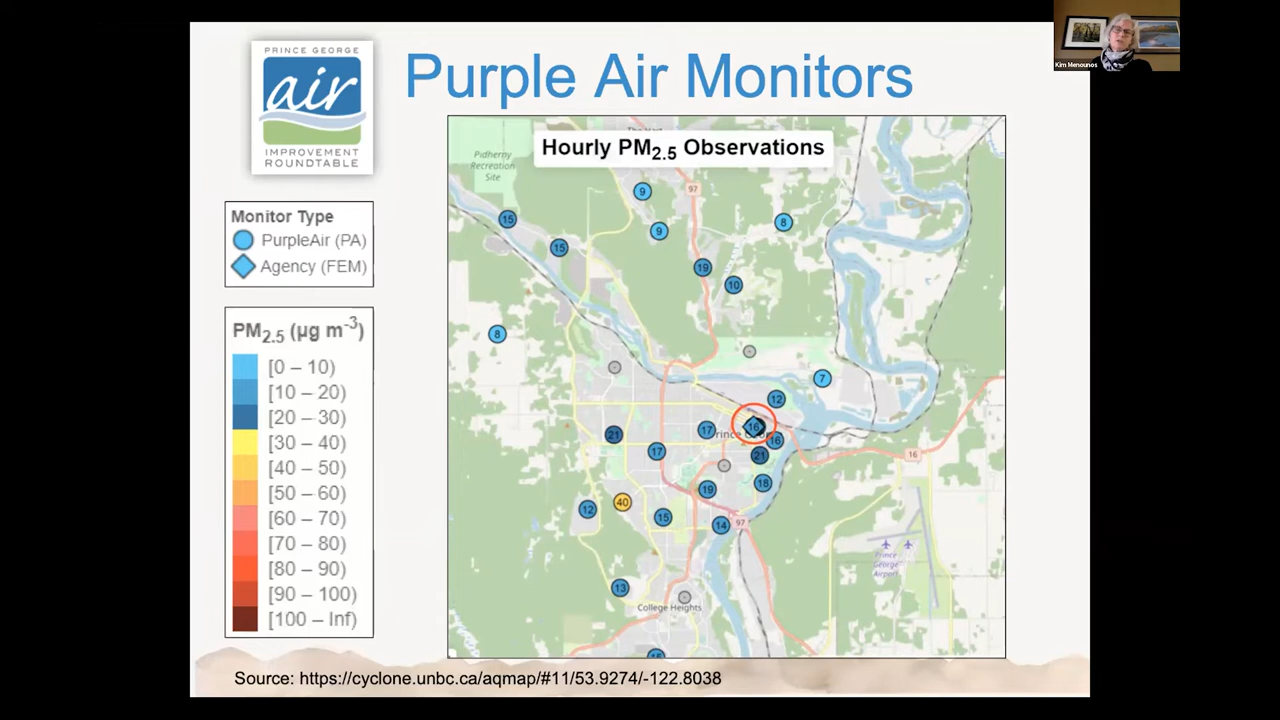 PRINCE GEORGE
air
IMPROVEMENT
ROUNDTABLE
Purple Air Monitors
Kim Menounos
Monitor Type
PurpleAir (PA)
Agency (FEM)
PM2.5 (µg m-3)
[0 – 10)
[10 – 20)
[20 – 30)
[30 – 40)
[40 – 50)
[50 – 60)
[60 – 70)
[70 – 80)
[80 – 90)
[90 – 100)
[100 – Inf)
Hourly PM2.5 Observations
Pidherny
Recreation
Site
9
97
15
9
8
15
19
10
8
7
12
16
17
Prince
16
21
17
21
19
18
40
12
15
14
97
16
Prince
George
Airport
13
College Heights
15
Source: https://cyclone.unbc.ca/aqmap/#11/53.9274/-122.8038